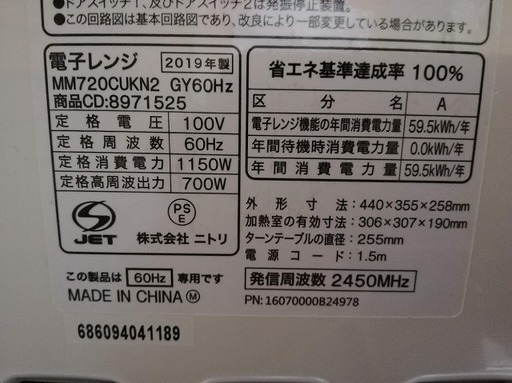 ●ドアスイッチ1、及びドアスイッチ2は発振停止装置。
●この回路図は基本回路図であり、改良により一部変更している場合があります。
電子レンジ 2019年製
MM720CUKN2 GY60Hz
商品CD:8971525
定格電圧 100V
定格周波数 60Hz
定格消費電力 1150W
定格高周波出力 700W
JET
PS
E
株式会社 ニトリ
この製品は 60Hz 専用です
MADE IN CHINA Ⓜ
686094041189
省エネ基準達成率 100%
区分名 A
電子レンジ機能の年間消費電力量 59.5kWh/年
年間待機時消費電力量 0.0kWh/年
年間消費電力量 59.5kWh/年
外形寸法:440×355×258mm
加熱室の有効寸法:306×307×190mm
ターンテーブルの直径:255mm
電源コード:1.5m
発信周波数 2450MHz
PN:16070000B24978